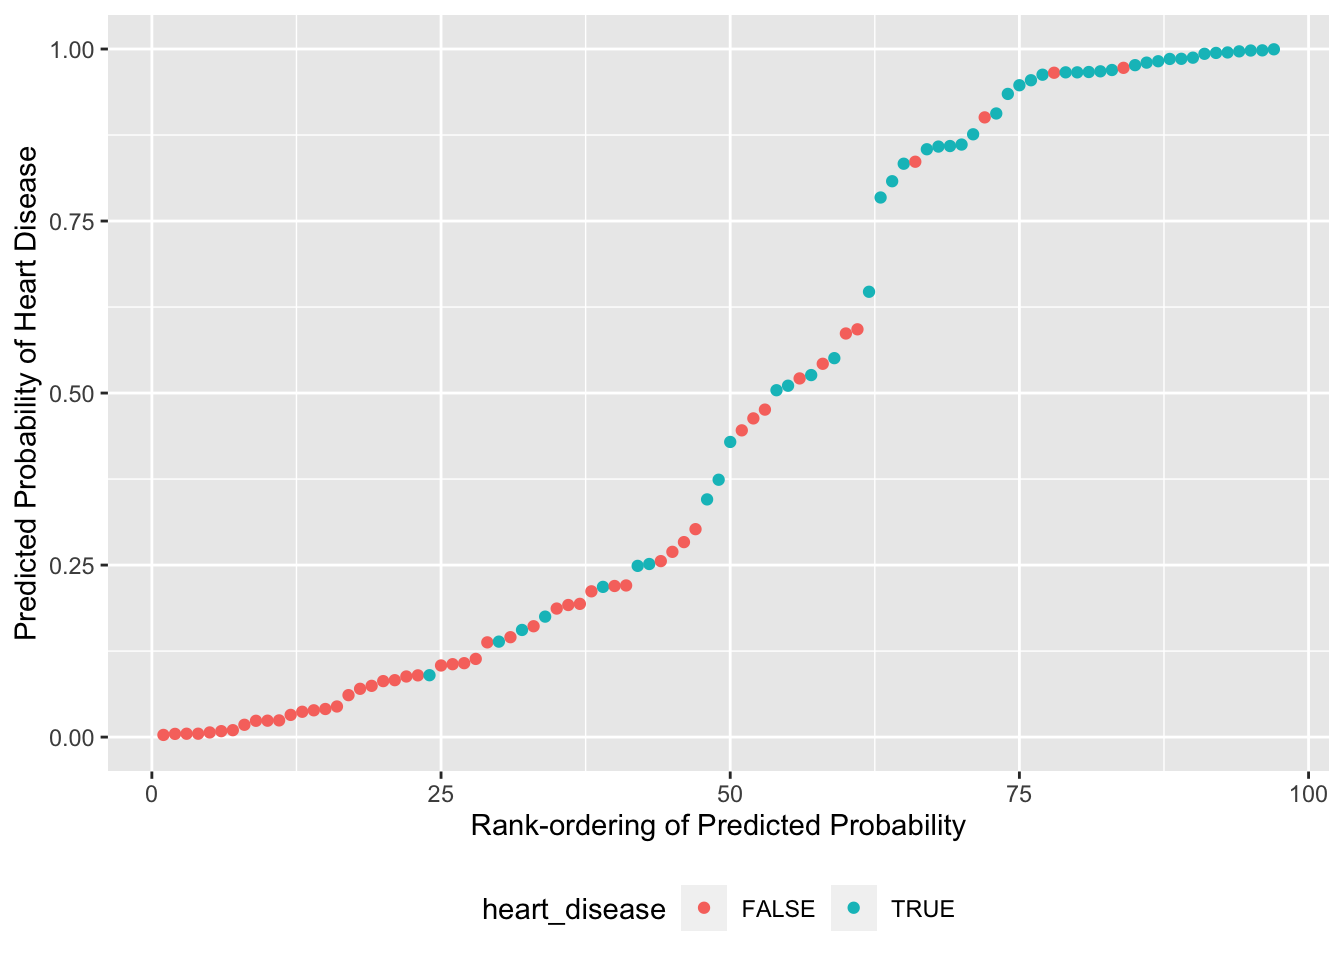 Predicted Probability of Heart Disease
1.00
0.75
0.50
0.25
0.00
0 25 50 75 100
Rank-ordering of Predicted Probability
heart_disease FALSE TRUE